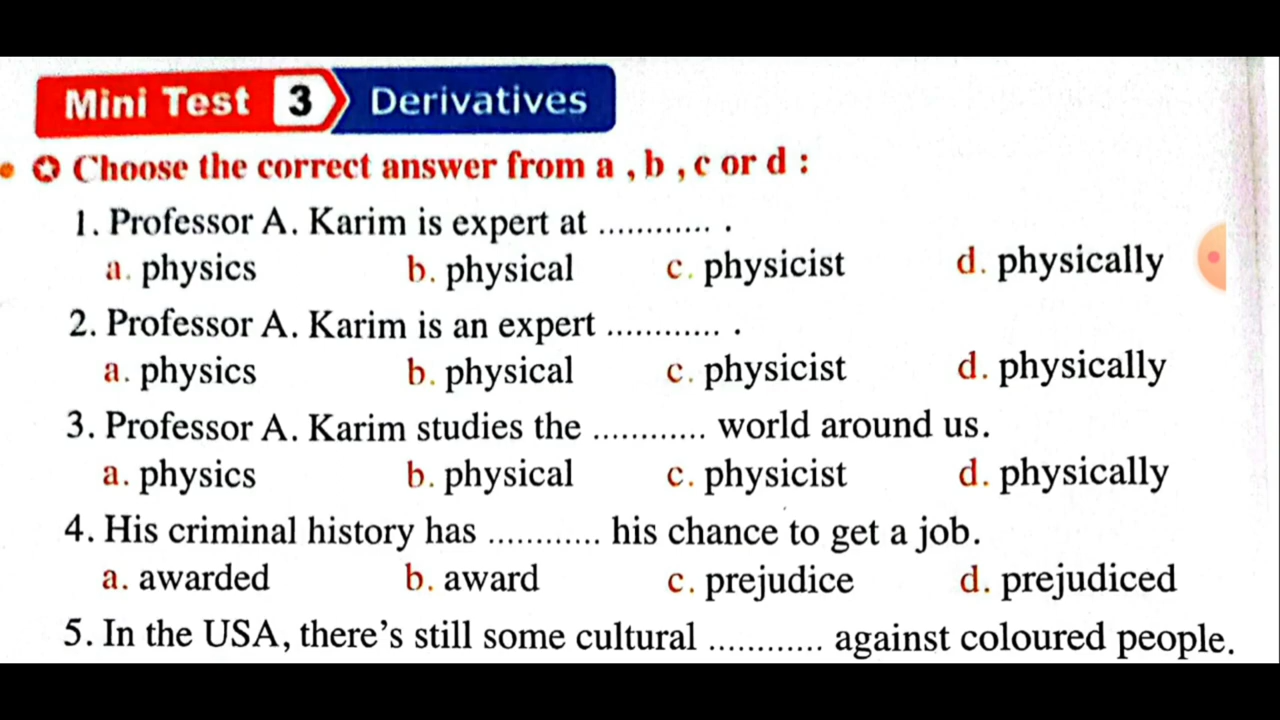 Mini Test 3 Derivatives
Choose the correct answer from a , b , c or d :
1. Professor A. Karim is expert at ............ .
a. physics b. physical c. physicist d. physically
2. Professor A. Karim is an expert ............ .
a. physics b. physical c. physicist d. physically
3. Professor A. Karim studies the ............ world around us.
a. physics b. physical c. physicist d. physically
4. His criminal history has ............ his chance to get a job.
a. awarded b. award c. prejudice d. prejudiced
5. In the USA, there's still some cultural ............ against coloured people.